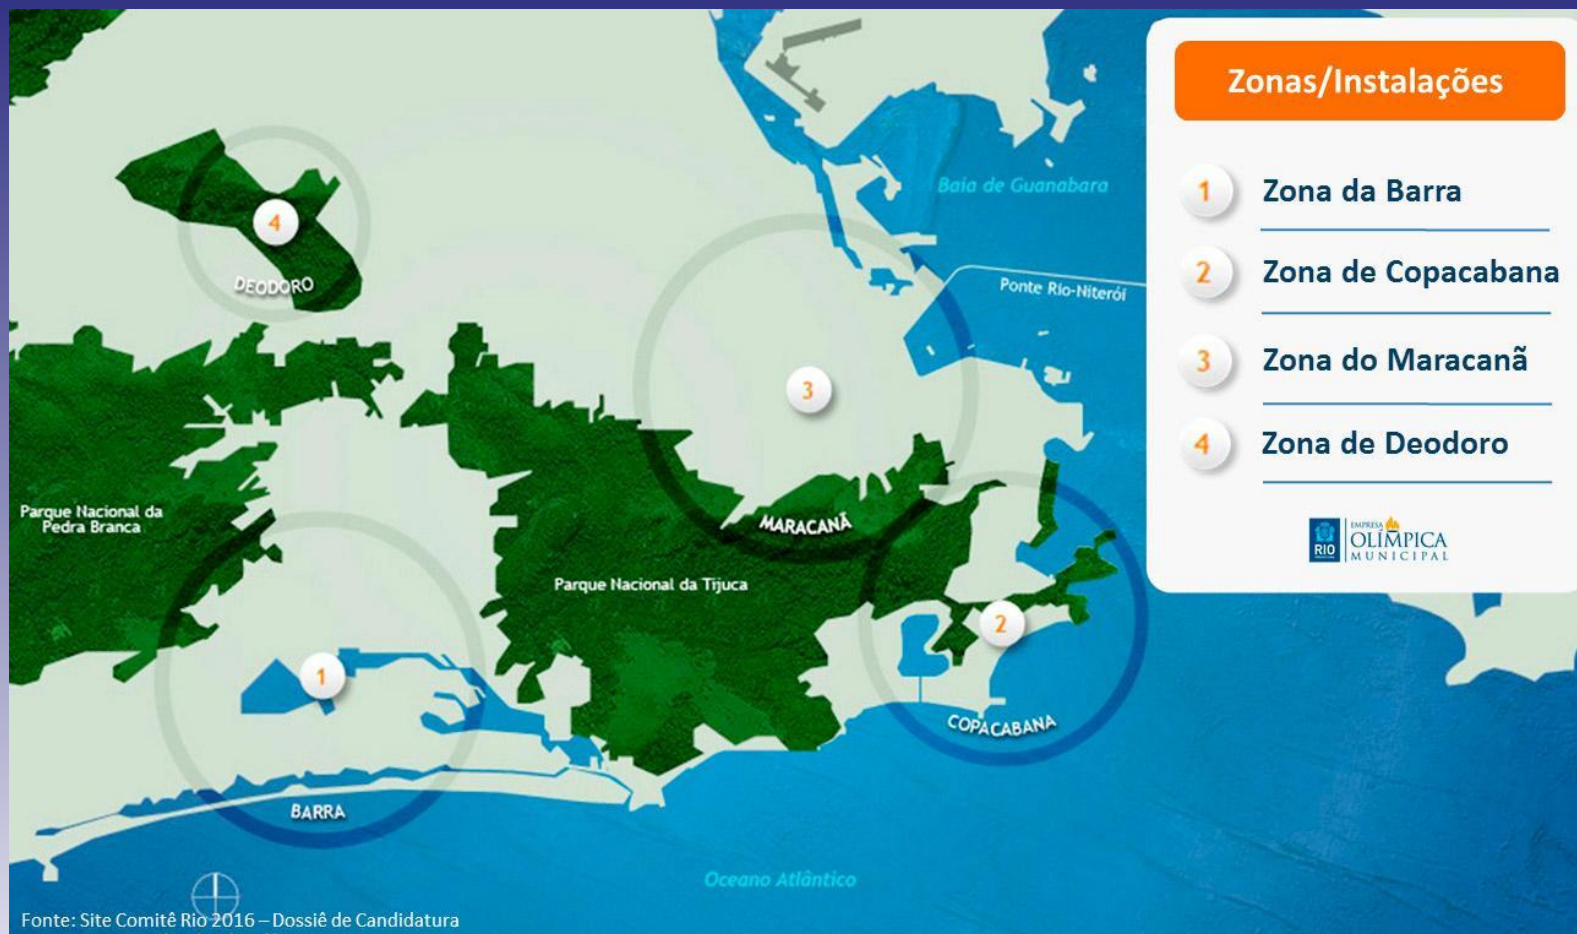 Zonas/Instalações
1 Zona da Barra
2 Zona de Copacabana
3 Zona do Maracanã
4 Zona de Deodoro
RIO
EMPRESA
OLÍMPICA
MUNICIPAL
Baia de Guanabara
4
DEODORO
Ponte Rio-Niterói
3
Parque Nacional da
Pedra Branca
MARACANÃ
Parque Nacional da Tijuca
2
1
COPACABANA
BARRA
Oceano Atlântico
Fonte: Site Comitê Rio 2016 – Dossiê de Candidatura